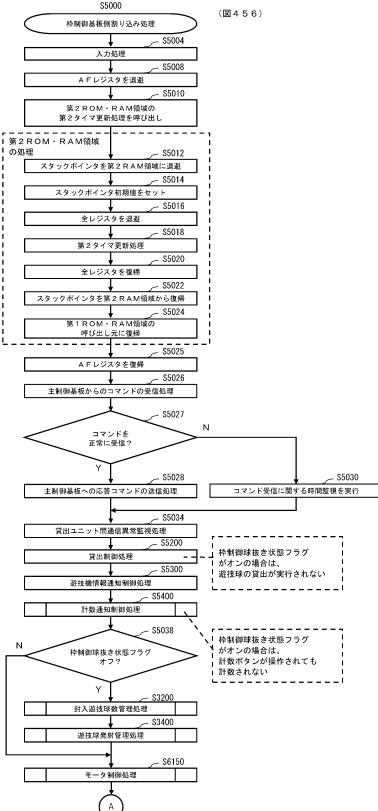 S5000
枠制御基板側割り込み処理
(図456)
S5004
入力処理
S5008
AFレジスタを退避
S5010
第2ROM・RAM領域の
第2タイマ更新処理を呼び出し
第2ROM・RAM領域
の処理
S5012
スタックポインタを第2RAM領域に退避
S5014
スタックポインタ初期値をセット
S5016
全レジスタを退避
S5018
第2タイマ更新処理
S5020
全レジスタを復帰
S5022
スタックポインタを第2RAM領域から復帰
S5024
第1ROM・RAM領域の
呼び出し元に復帰
S5025
AFレジスタを復帰
S5026
主制御基板からのコマンドの受信処理
S5027
コマンドを
正常に受信?
N
Y
S5028
主制御基板への応答コマンドの送信処理
S5030
コマンド受信に関する時間監視を実行
S5034
貸出ユニット間通信異常監視処理
S5200
貸出制御処理
枠制御球抜き状態フラグ
がオンの場合は、
遊技球の貸出が実行されない
S5300
遊技機情報通知制御処理
S5400
計数通知制御処理
S5038
N
枠制御球抜き状態フラグ
オフ?
枠制御球抜き状態フラグ
がオンの場合は、
計数ボタンが操作されても
計数されない
Y
S3200
封入遊技球数管理処理
S3400
遊技球発射管理処理
S6150
モータ制御処理
A